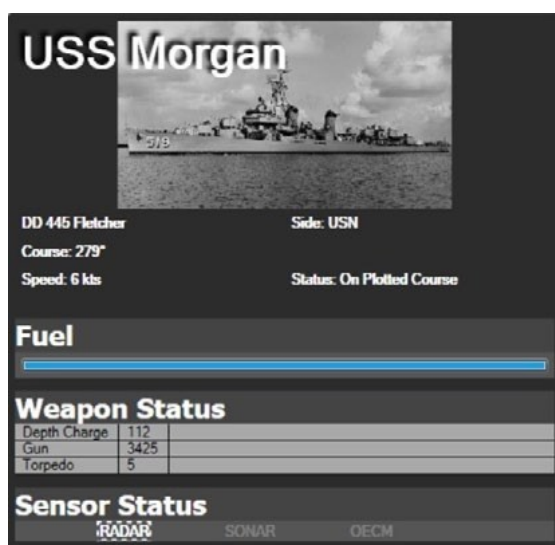 USS Morgan
578
DD 445 Fletcher Side: USN
Course: 279°
Speed: 6 kts Status: On Plotted Course
Fuel
Weapon Status
Depth Charge 112
Gun 3425
Torpedo 5
Sensor Status
RADAR SONAR OECM